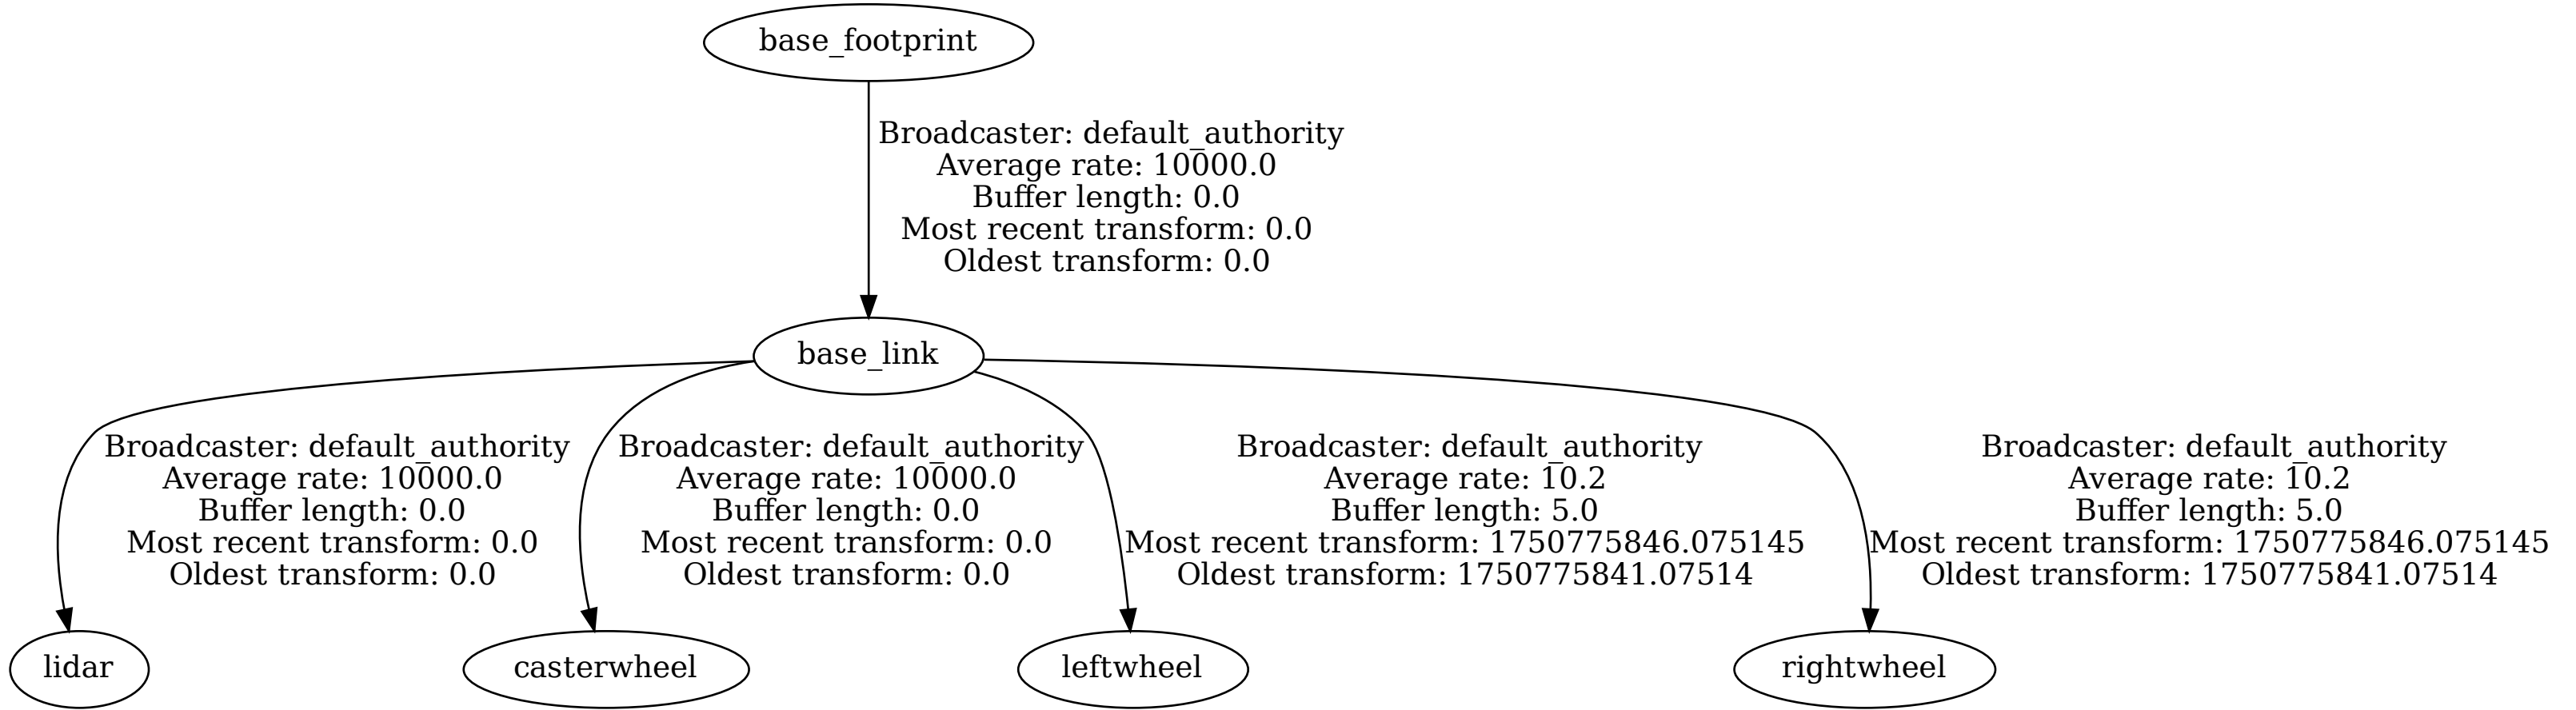 base_footprint
Broadcaster: default_authority
Average rate: 10000.0
Buffer length: 0.0
Most recent transform: 0.0
Oldest transform: 0.0
base_link
Broadcaster: default_authority
Average rate: 10000.0
Buffer length: 0.0
Most recent transform: 0.0
Oldest transform: 0.0
Broadcaster: default_authority
Average rate: 10000.0
Buffer length: 0.0
Most recent transform: 0.0
Oldest transform: 0.0
Broadcaster: default_authority
Average rate: 10.2
Buffer length: 5.0
Most recent transform: 1750775846.075145
Oldest transform: 1750775841.07514
Broadcaster: default_authority
Average rate: 10.2
Buffer length: 5.0
Most recent transform: 1750775846.075145
Oldest transform: 1750775841.07514
lidar
casterwheel
leftwheel
rightwheel